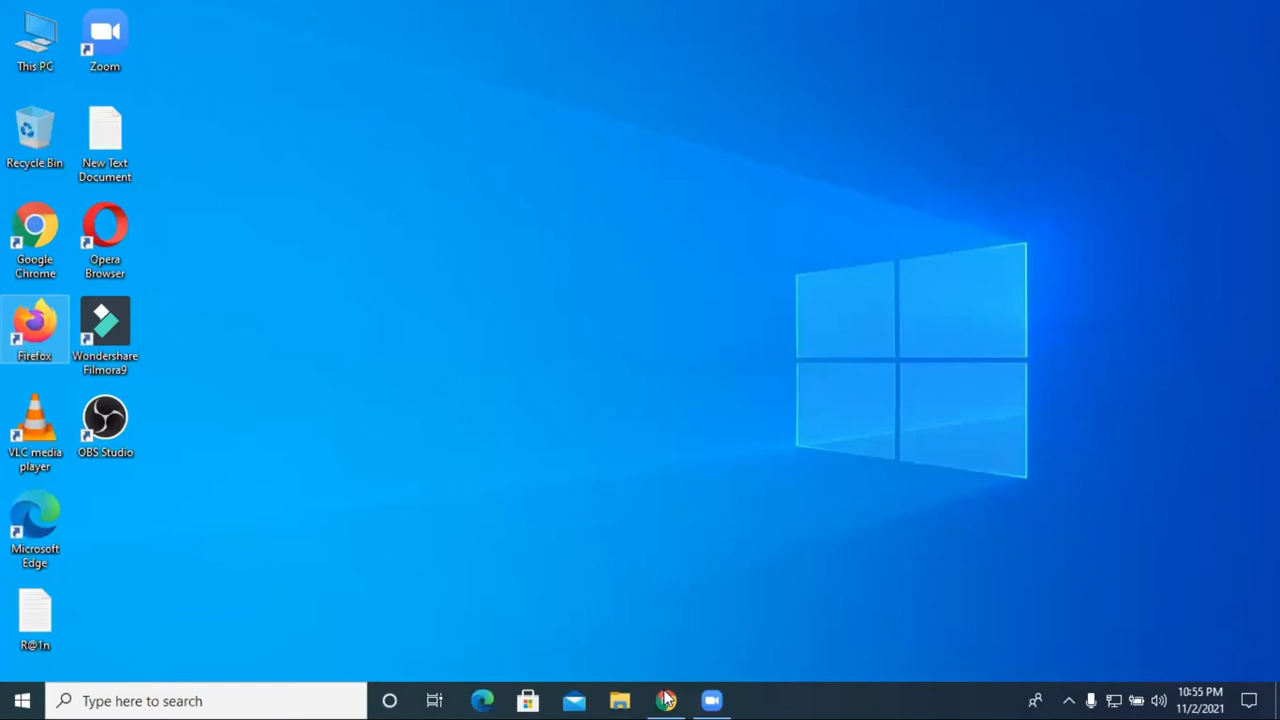 This PC
Zoom
Recycle Bin
New Text
Document
Google
Chrome
Opera
Browser
Firefox
Wondershare
Filmora9
VLC media
player
OBS Studio
Microsoft
Edge
R@1n
Type here to search
10:55 PM
11/2/2021